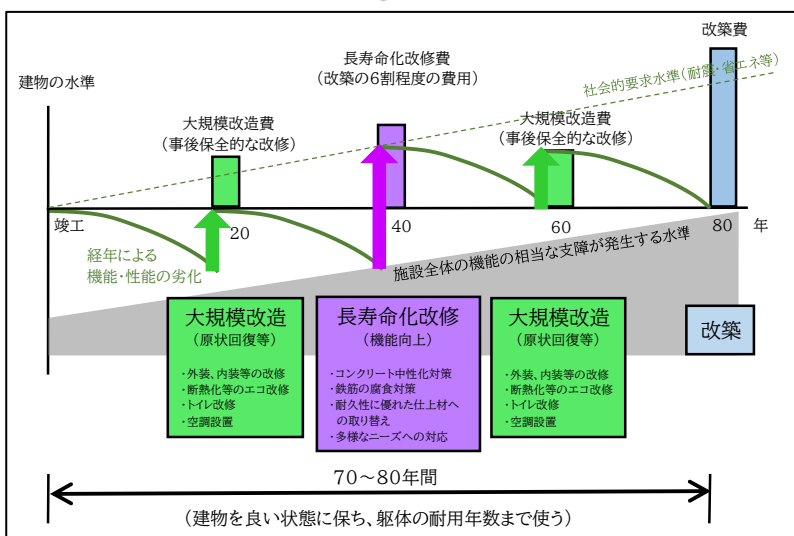 改築費
長寿命化改修費
(改築の6割程度の費用)
社会的要求水準(耐震・省エネ等)
建物の水準
大規模改造費
(事後保全的な改修)
大規模改造費
(事後保全的な改修)
竣工
20
40
60
80
年
経年による
機能・性能の劣化
施設全体の機能の相当な支障が発生する水準
大規模改造
(原状回復等)
・外装、内装等の改修
・断熱化等のエコ改修
・トイレ改修
・空調設置
長寿命化改修
(機能向上)
・コンクリート中性化対策
・鉄筋の腐食対策
・耐久性に優れた仕上材へ
の取り替え
・多様なニーズへの対応
大規模改造
(原状回復等)
・外装、内装等の改修
・断熱化等のエコ改修
・トイレ改修
・空調設置
改築
70～80年間
(建物を良い状態に保ち、躯体の耐用年数まで使う)